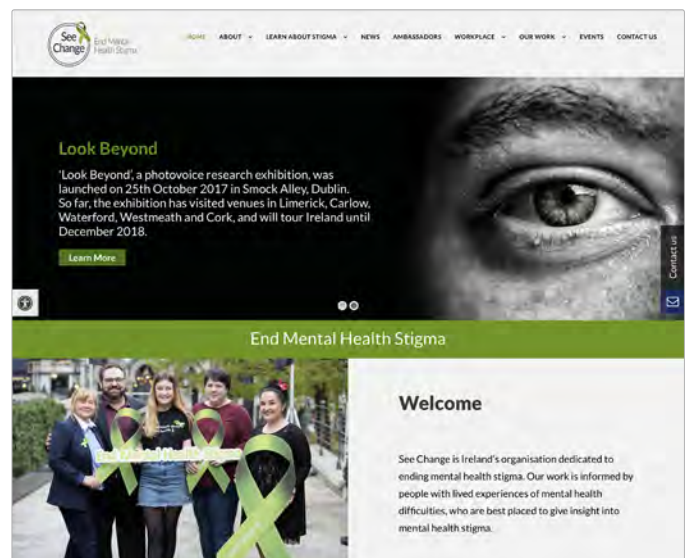 See
Change
End Mental
Health Stigma
HOME ABOUT LEARN ABOUT STIGMA NEWS AMBASSADORS WORKPLACE OUR WORK EVENTS CONTACT US
Look Beyond
‘Look Beyond’, a photovoice research exhibition, was
launched on 25th October 2017 in Smock Alley, Dublin.
So far, the exhibition has visited venues in Limerick, Carlow,
Waterford, Westmeath and Cork, and will tour Ireland until
December 2018.
Learn More
Contact us
End Mental Health Stigma
End Mental Health Stigma
Welcome
See Change is Ireland’s organisation dedicated to
ending mental health stigma. Our work is informed by
people with lived experiences of mental health
difficulties, who are best placed to give insight into
mental health stigma.